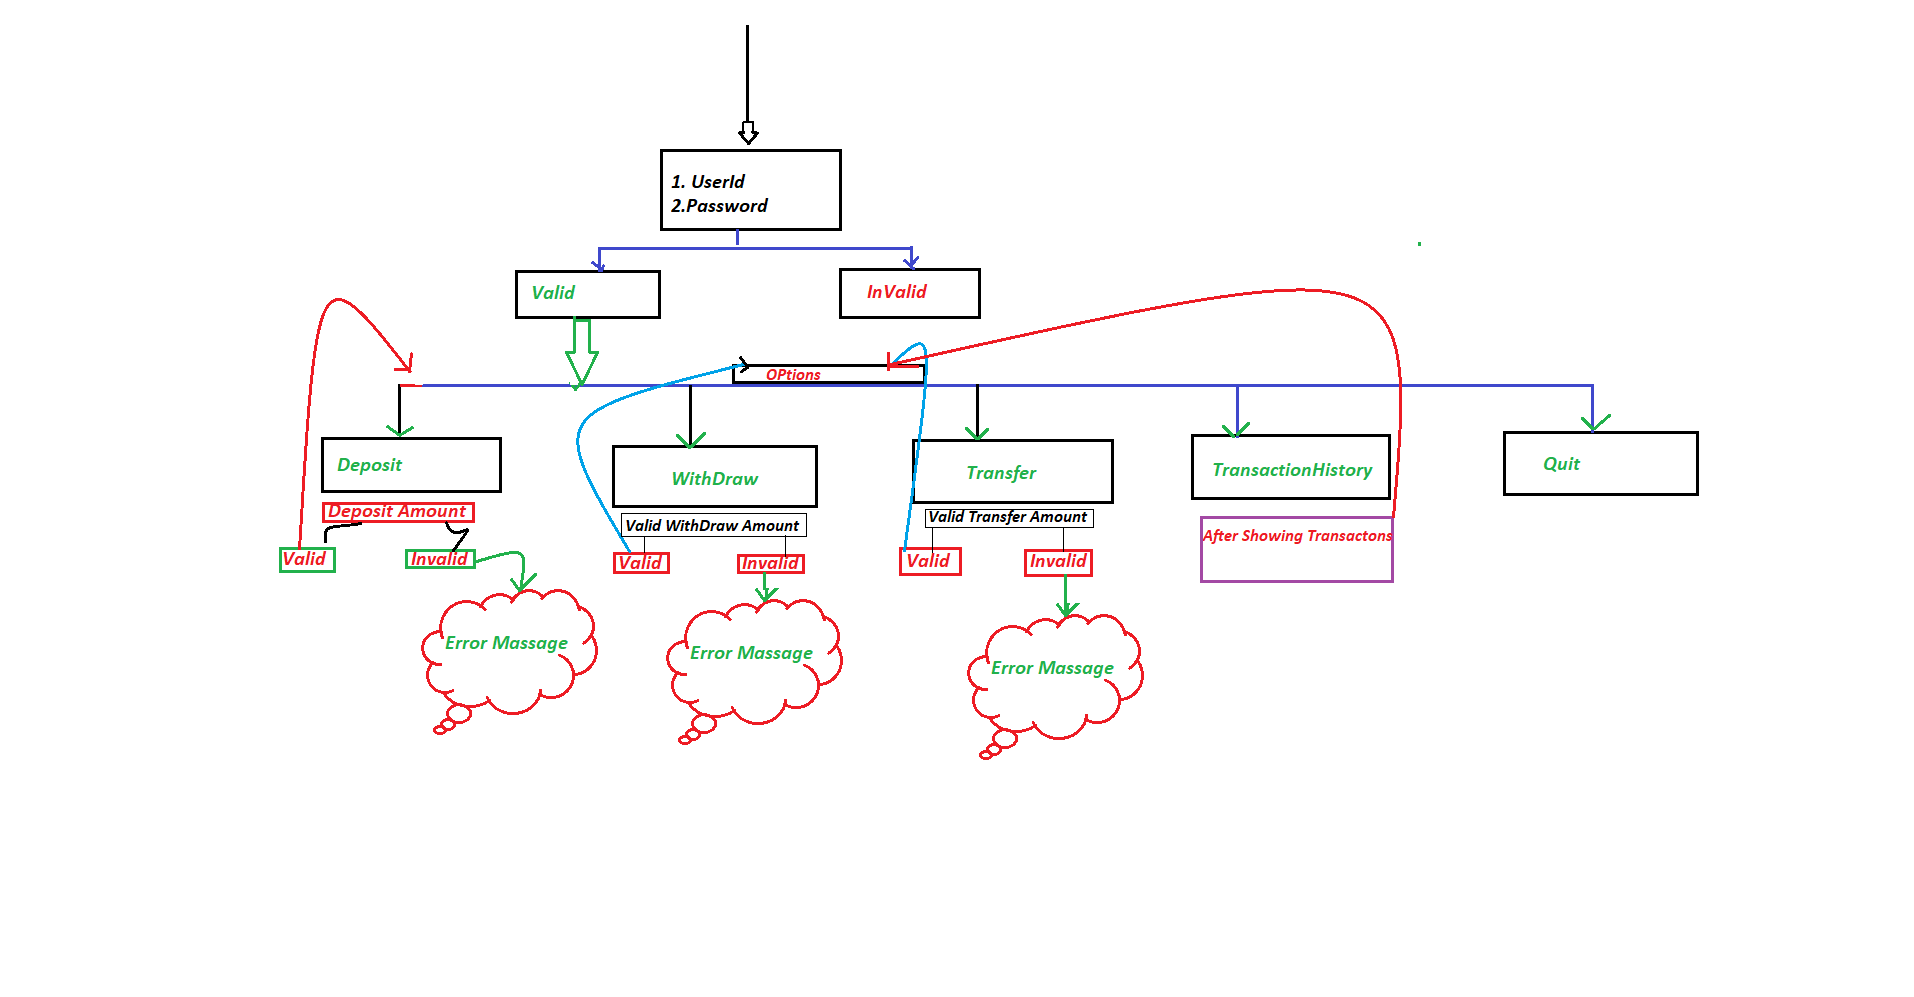 1. UserId
2.Password
Valid
InValid
OPtions
Deposit
WithDraw
Transfer
TransactionHistory
Quit
Deposit Amount
Valid WithDraw Amount
Valid Transfer Amount
After Showing Transactons
Valid
Invalid
Valid
Invalid
Valid
Invalid
Error Massage
Error Massage
Error Massage